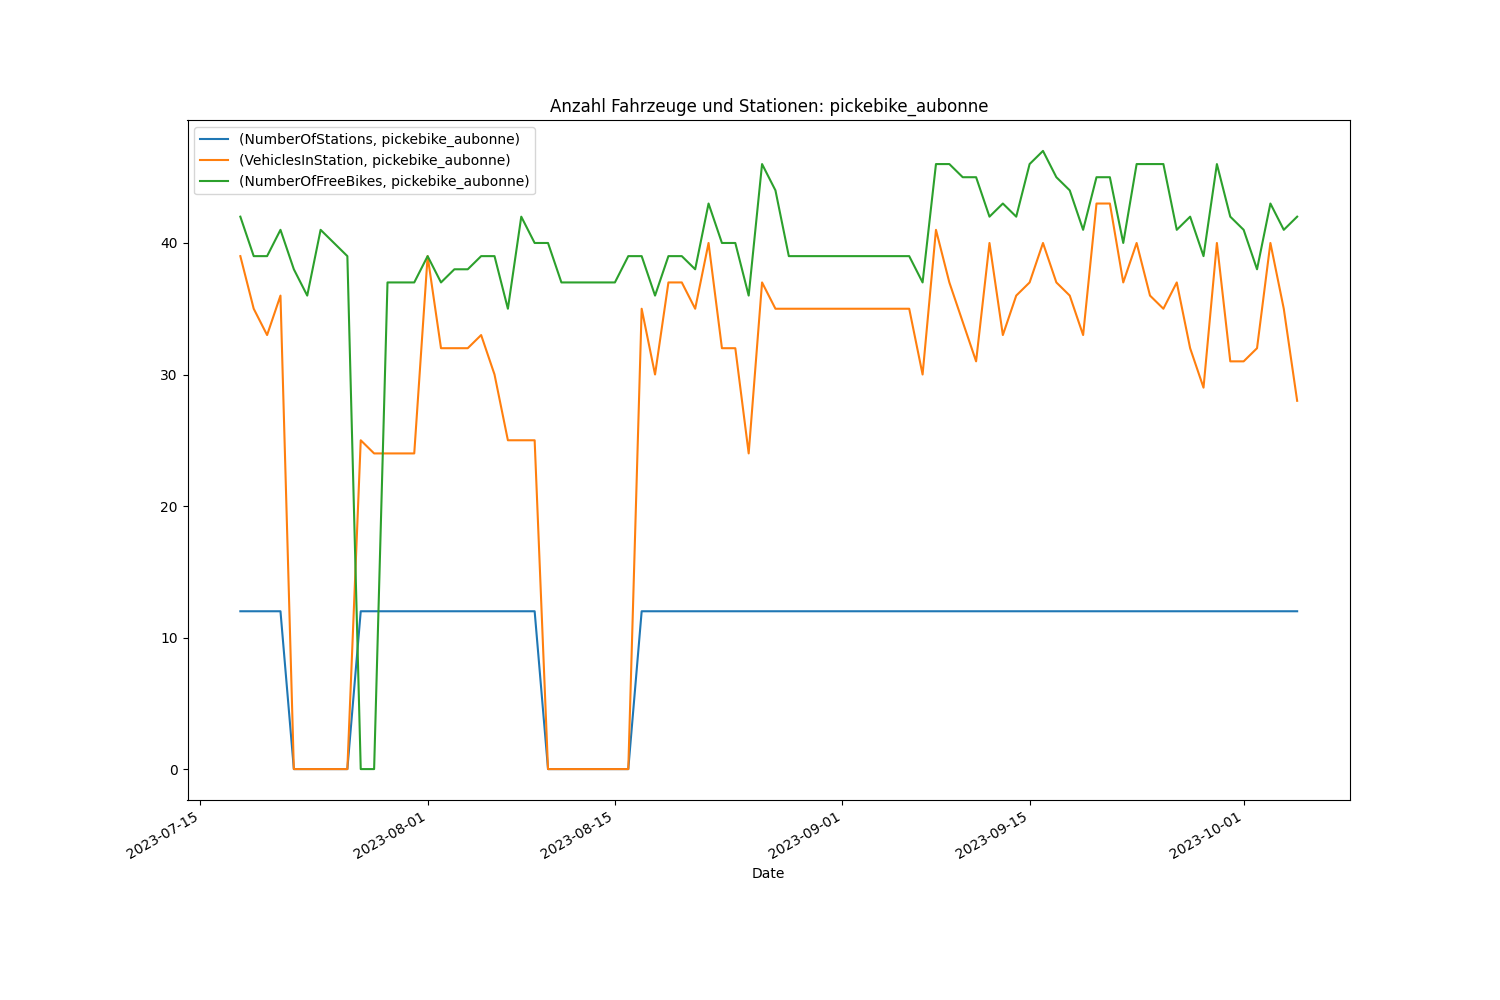 Anzahl Fahrzeuge und Stationen: pickebike_aubonne
(NumberOfStations, pickebike_aubonne)
(VehiclesInStation, pickebike_aubonne)
(NumberOfFreeBikes, pickebike_aubonne)
40
30
20
10
0
2023-07-15
2023-08-01
2023-08-15
2023-09-01
2023-09-15
2023-10-01
Date